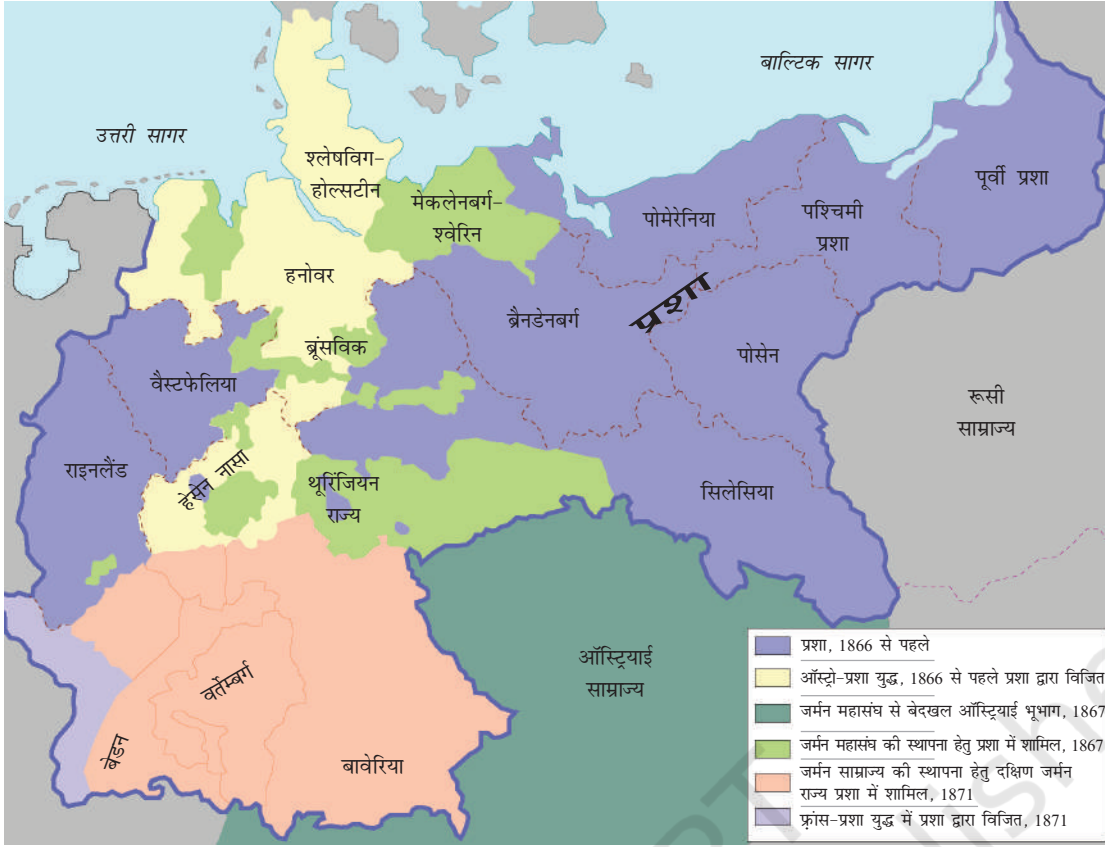 बाल्टिक सागर
उत्तरी सागर
श्लेषविग-
होल्सटीन
पूर्वी प्रशा
मेकलेनबर्ग-
श्वेरिन
पोमेरेनिया
पश्चिमी
प्रशा
हनोवर
प्रशा
ब्रैनडेनबर्ग
ब्रूंसविक
पोसेन
वैस्टफेलिया
रूसी
साम्राज्य
राइनलैंड
हेसेन नासा
थूरिंजियन
राज्य
सिलेसिया
ऑस्ट्रियाई
साम्राज्य
वर्तेम्बर्ग
बेडन
बावेरिया
प्रशा, 1866 से पहले
ऑस्ट्रो-प्रशा युद्ध, 1866 से पहले प्रशा द्वारा विजित
जर्मन महासंघ से बेदखल ऑस्ट्रियाई भूभाग, 1867
जर्मन महासंघ की स्थापना हेतु प्रशा में शामिल, 1867
जर्मन साम्राज्य की स्थापना हेतु दक्षिण जर्मन
राज्य प्रशा में शामिल, 1871
फ़्रांस-प्रशा युद्ध में प्रशा द्वारा विजित, 1871